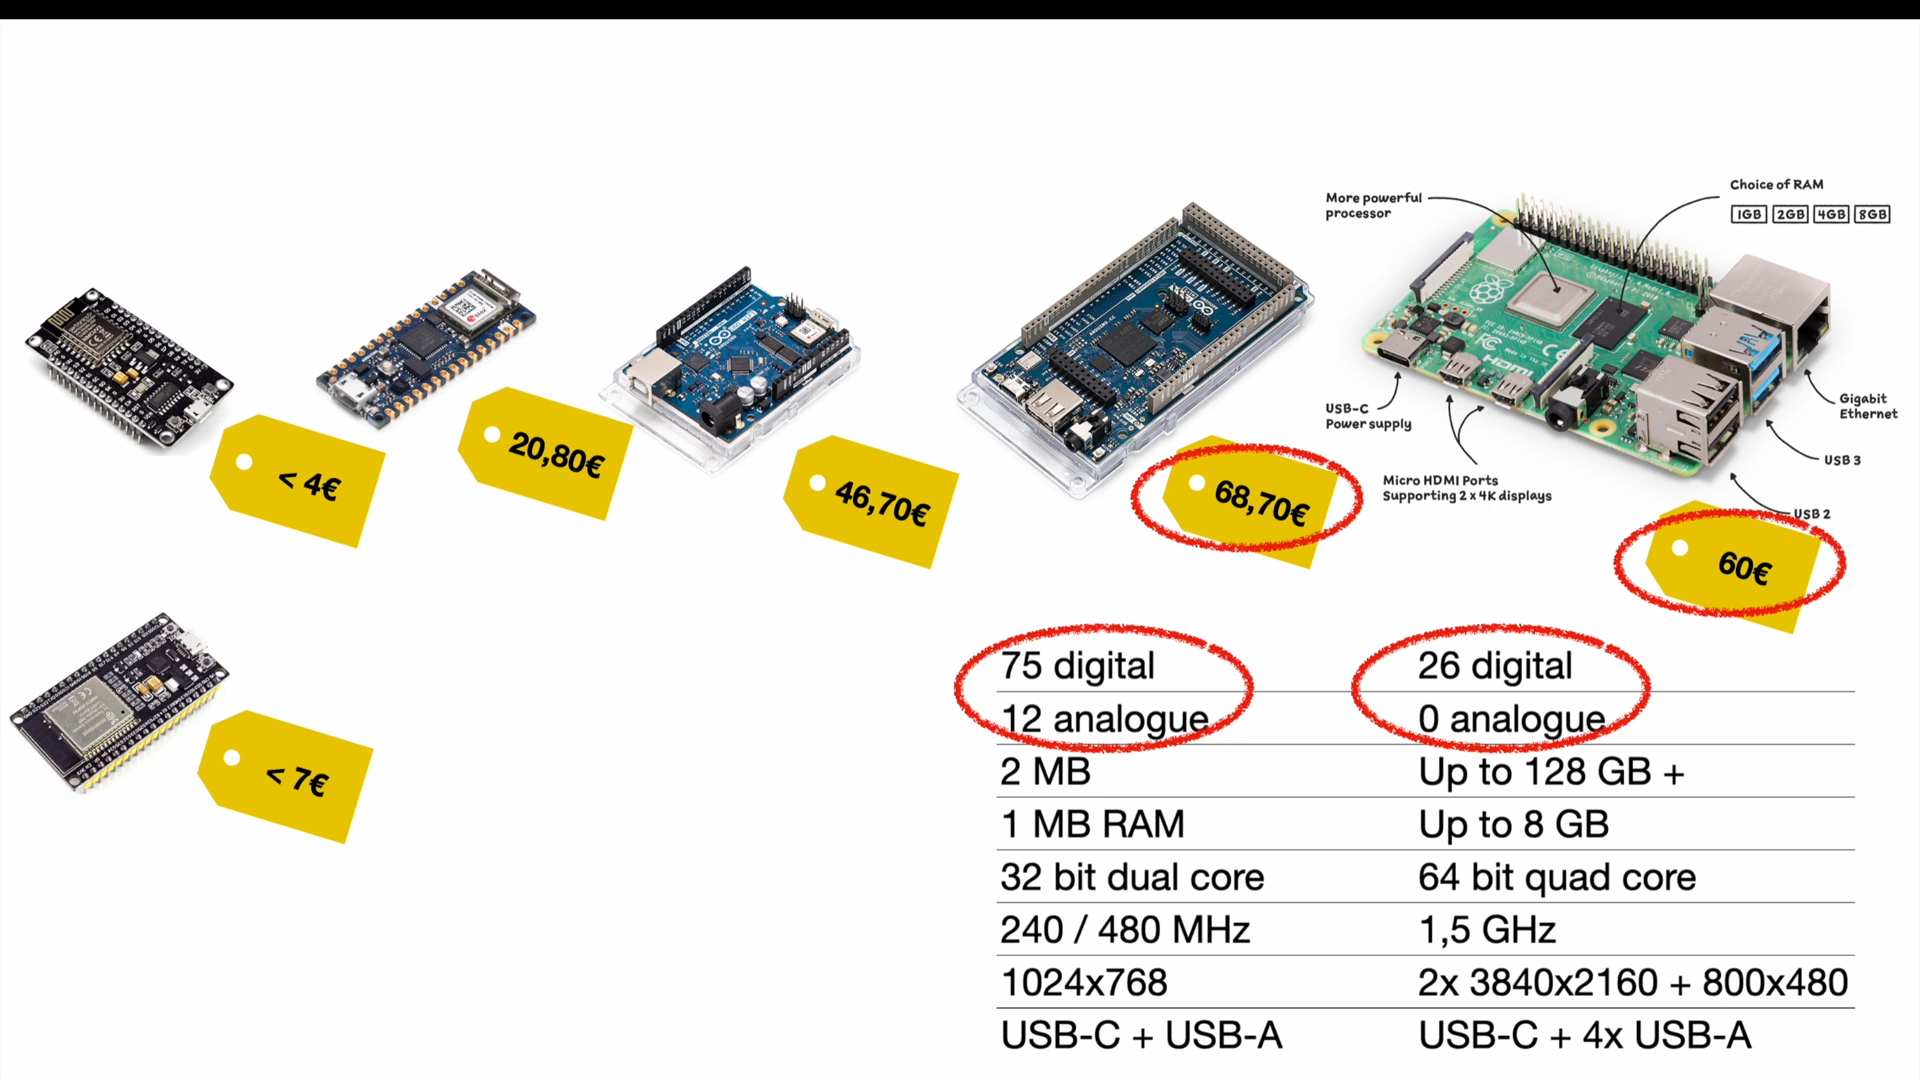 More powerful
processor
Choice of RAM
1GB 2GB 4GB 8GB
USB-C
Power supply
Micro HDMI Ports
Supporting 2 x 4K displays
Gigabit
Ethernet
USB 3
USB 2
HDMI
< 4€
20,80€
46,70€
68,70€
60€
< 7€
75 digital
26 digital
12 analogue
0 analogue
2 MB
Up to 128 GB +
1 MB RAM
Up to 8 GB
32 bit dual core
64 bit quad core
240 / 480 MHz
1,5 GHz
1024x768
2x 3840x2160 + 800x480
USB-C + USB-A
USB-C + 4x USB-A